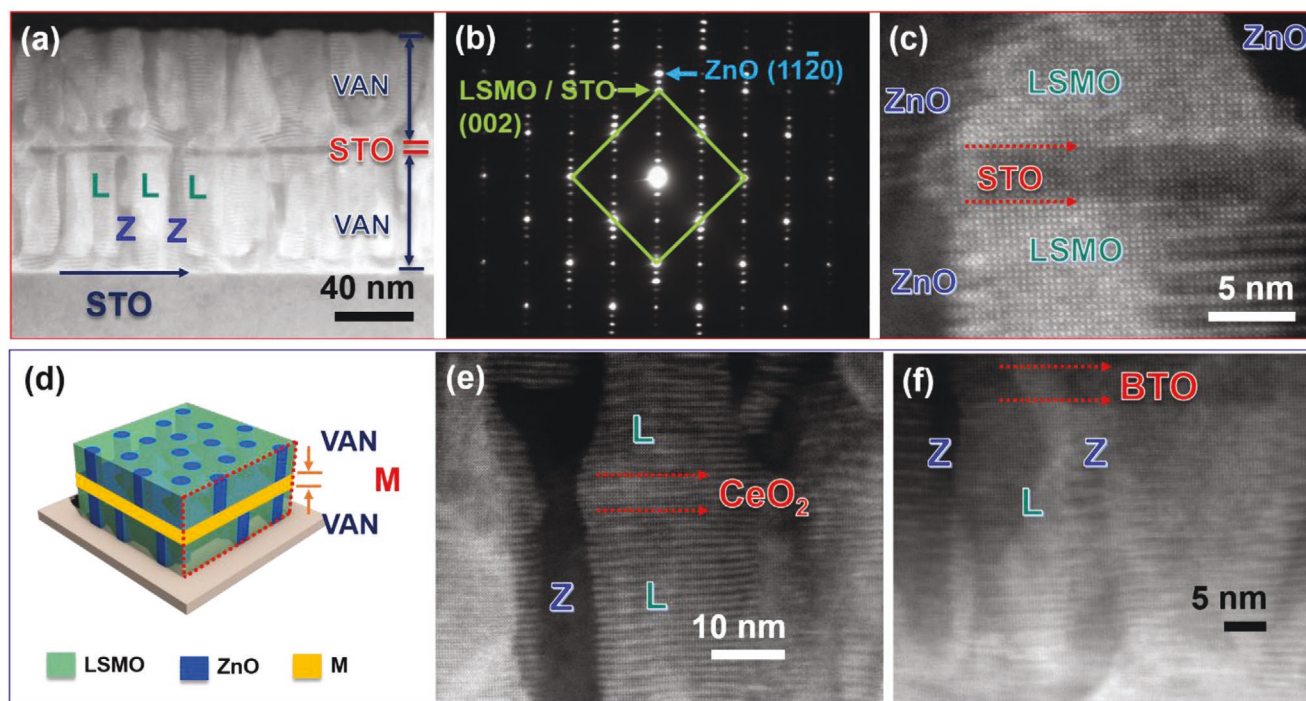 (a)
VAN
STO
L L L
Z Z
VAN
STO
40 nm
(b)
ZnO (112̄0)
LSMO / STO
(002)
(c)
ZnO
LSMO
ZnO
STO
LSMO
ZnO
5 nm
(d)
VAN
M
VAN
LSMO ZnO M
(e)
L
CeO₂
Z
L
10 nm
(f)
BTO
Z Z
L
5 nm